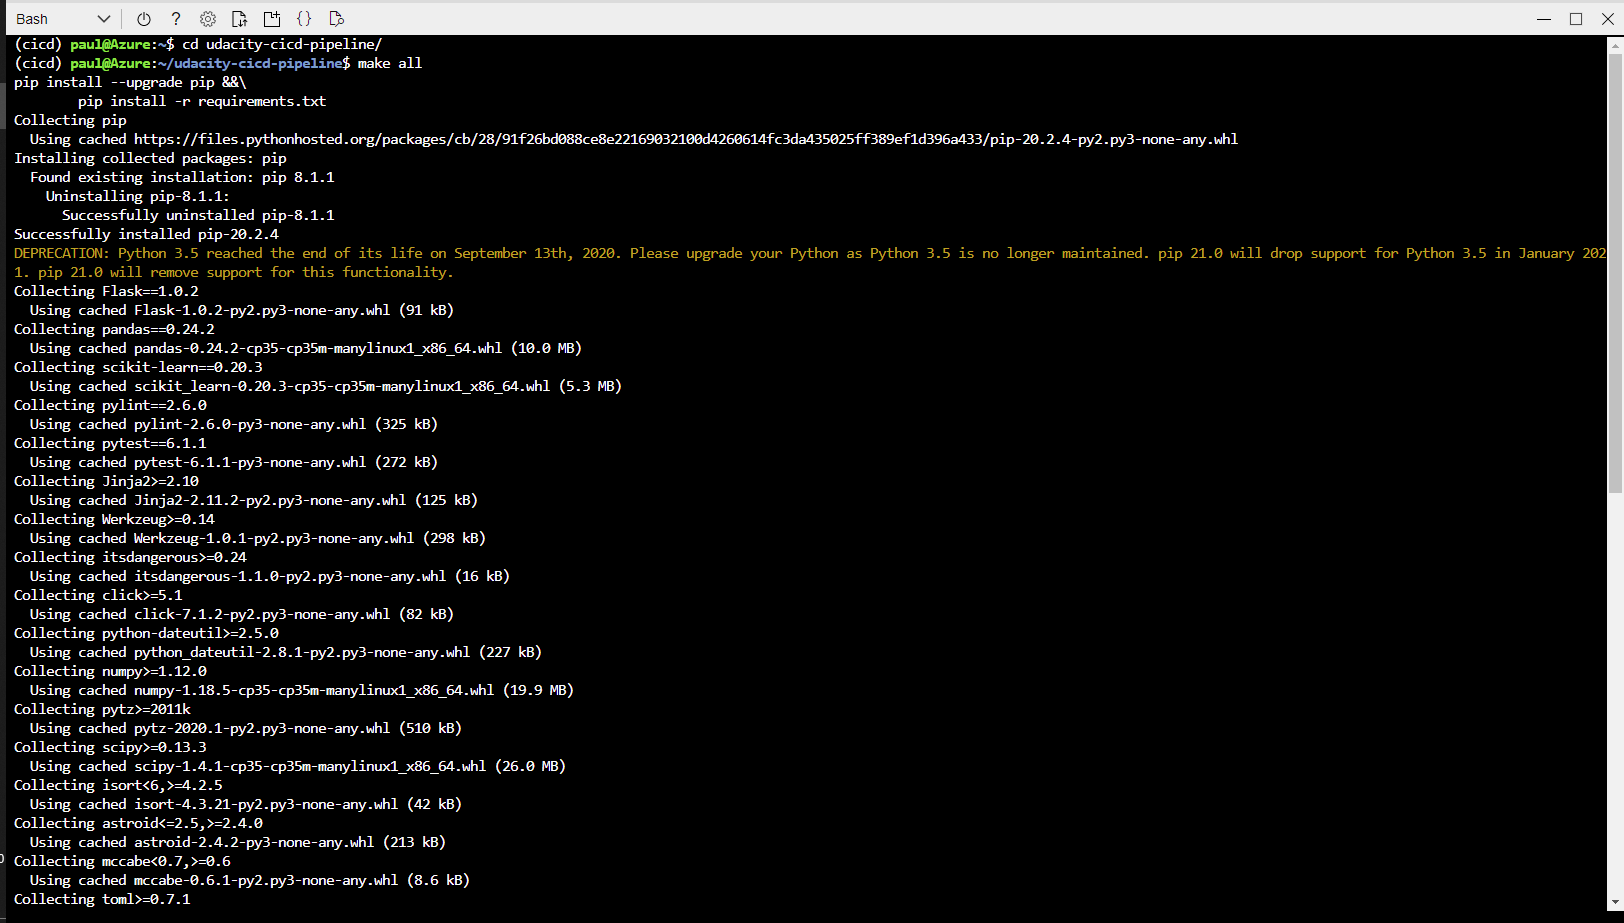 Bash
(cicd) paul@Azure:~$ cd udacity-cicd-pipeline/
(cicd) paul@Azure:~/udacity-cicd-pipeline$ make all
pip install --upgrade pip &&\
        pip install -r requirements.txt
Collecting pip
  Using cached https://files.pythonhosted.org/packages/cb/28/91f26bd088ce8e22169032100d4260614fc3da435025ff389ef1d396a433/pip-20.2.4-py2.py3-none-any.whl
Installing collected packages: pip
  Found existing installation: pip 8.1.1
    Uninstalling pip-8.1.1:
      Successfully uninstalled pip-8.1.1
Successfully installed pip-20.2.4
DEPRECATION: Python 3.5 reached the end of its life on September 13th, 2020. Please upgrade your Python as Python 3.5 is no longer maintained. pip 21.0 will drop support for Python 3.5 in January 202
1. pip 21.0 will remove support for this functionality.
Collecting Flask==1.0.2
  Using cached Flask-1.0.2-py2.py3-none-any.whl (91 kB)
Collecting pandas==0.24.2
  Using cached pandas-0.24.2-cp35-cp35m-manylinux1_x86_64.whl (10.0 MB)
Collecting scikit-learn==0.20.3
  Using cached scikit_learn-0.20.3-cp35-cp35m-manylinux1_x86_64.whl (5.3 MB)
Collecting pylint==2.6.0
  Using cached pylint-2.6.0-py3-none-any.whl (325 kB)
Collecting pytest==6.1.1
  Using cached pytest-6.1.1-py3-none-any.whl (272 kB)
Collecting Jinja2>=2.10
  Using cached Jinja2-2.11.2-py2.py3-none-any.whl (125 kB)
Collecting Werkzeug>=0.14
  Using cached Werkzeug-1.0.1-py2.py3-none-any.whl (298 kB)
Collecting itsdangerous>=0.24
  Using cached itsdangerous-1.1.0-py2.py3-none-any.whl (16 kB)
Collecting click>=5.1
  Using cached click-7.1.2-py2.py3-none-any.whl (82 kB)
Collecting python-dateutil>=2.5.0
  Using cached python_dateutil-2.8.1-py2.py3-none-any.whl (227 kB)
Collecting numpy>=1.12.0
  Using cached numpy-1.18.5-cp35-cp35m-manylinux1_x86_64.whl (19.9 MB)
Collecting pytz>=2011k
  Using cached pytz-2020.1-py2.py3-none-any.whl (510 kB)
Collecting scipy>=0.13.3
  Using cached scipy-1.4.1-cp35-cp35m-manylinux1_x86_64.whl (26.0 MB)
Collecting isort<6,>=4.2.5
  Using cached isort-4.3.21-py2.py3-none-any.whl (42 kB)
Collecting astroid<=2.5,>=2.4.0
  Using cached astroid-2.4.2-py3-none-any.whl (213 kB)
Collecting mccabe<0.7,>=0.6
  Using cached mccabe-0.6.1-py2.py3-none-any.whl (8.6 kB)
Collecting toml>=0.7.1